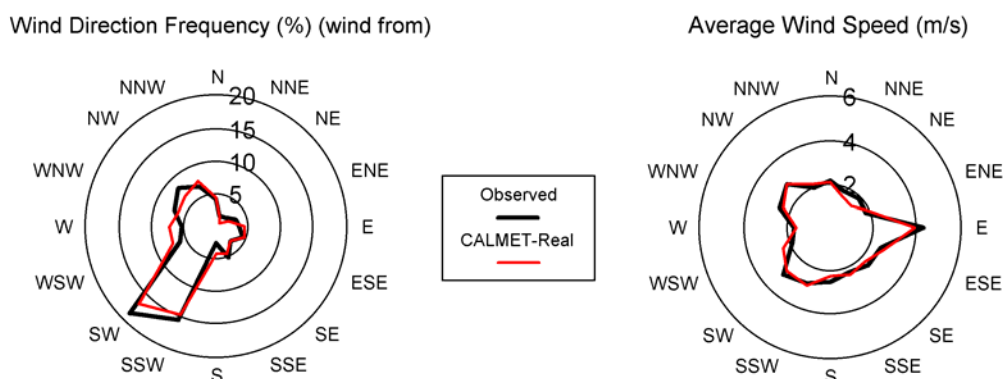 Wind Direction Frequency (%) (wind from)
N
NNE
NE
ENE
E
ESE
SE
SSE
S
SSW
SW
WSW
W
WNW
NW
NNW
20
15
10
5
Observed
CALMET-Real
Average Wind Speed (m/s)
N
NNE
NE
ENE
E
ESE
SE
SSE
S
SSW
SW
WSW
W
WNW
NW
NNW
6
4
2